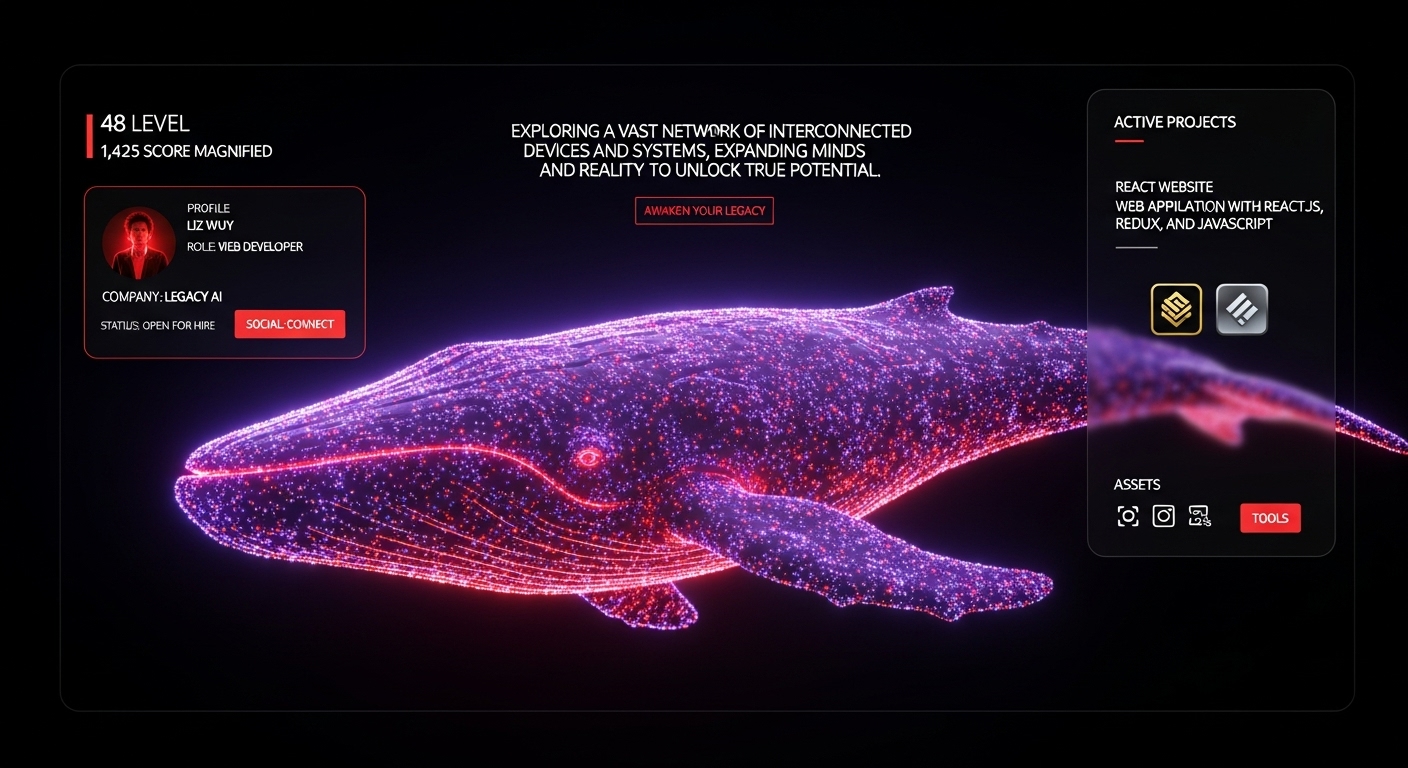 48 LEVEL
1,425 SCORE MAGNIFIED
PROFILE
LIZ WUY
ROLE VIEB DEVELOPER
COMPANY: LEGACY AI
STATUS: OPEN FOR HIRE
SOCIAL-CONNECT
EXPLORING A VAST NETWORK OF INTERCONNECTED
DEVICES AND SYSTEMS, EXPANDING MINDS
AND REALITY TO UNLOCK TRUE POTENTIAL.
AWAKEN YOUR LEGACY
ACTIVE PROJECTS
REACT WEBSITE
WEB APPILATION WITH REACT.JS,
REDUX, AND JAVASCRIPT
ASSETS
TOOLS